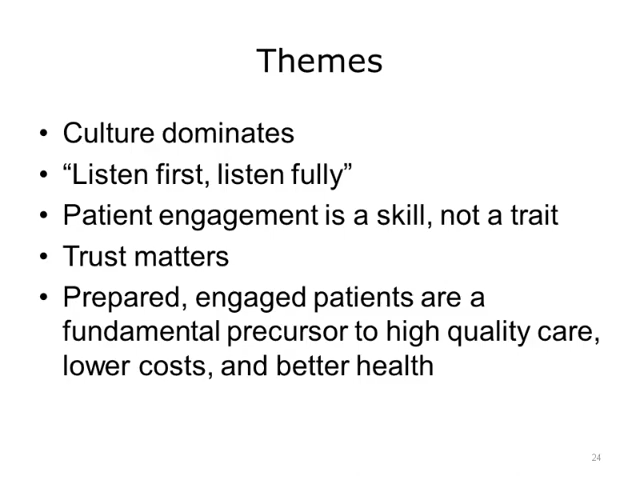 Themes
• Culture dominates
• “Listen first, listen fully”
• Patient engagement is a skill, not a trait
• Trust matters
• Prepared, engaged patients are a
fundamental precursor to high quality care,
lower costs, and better health
24